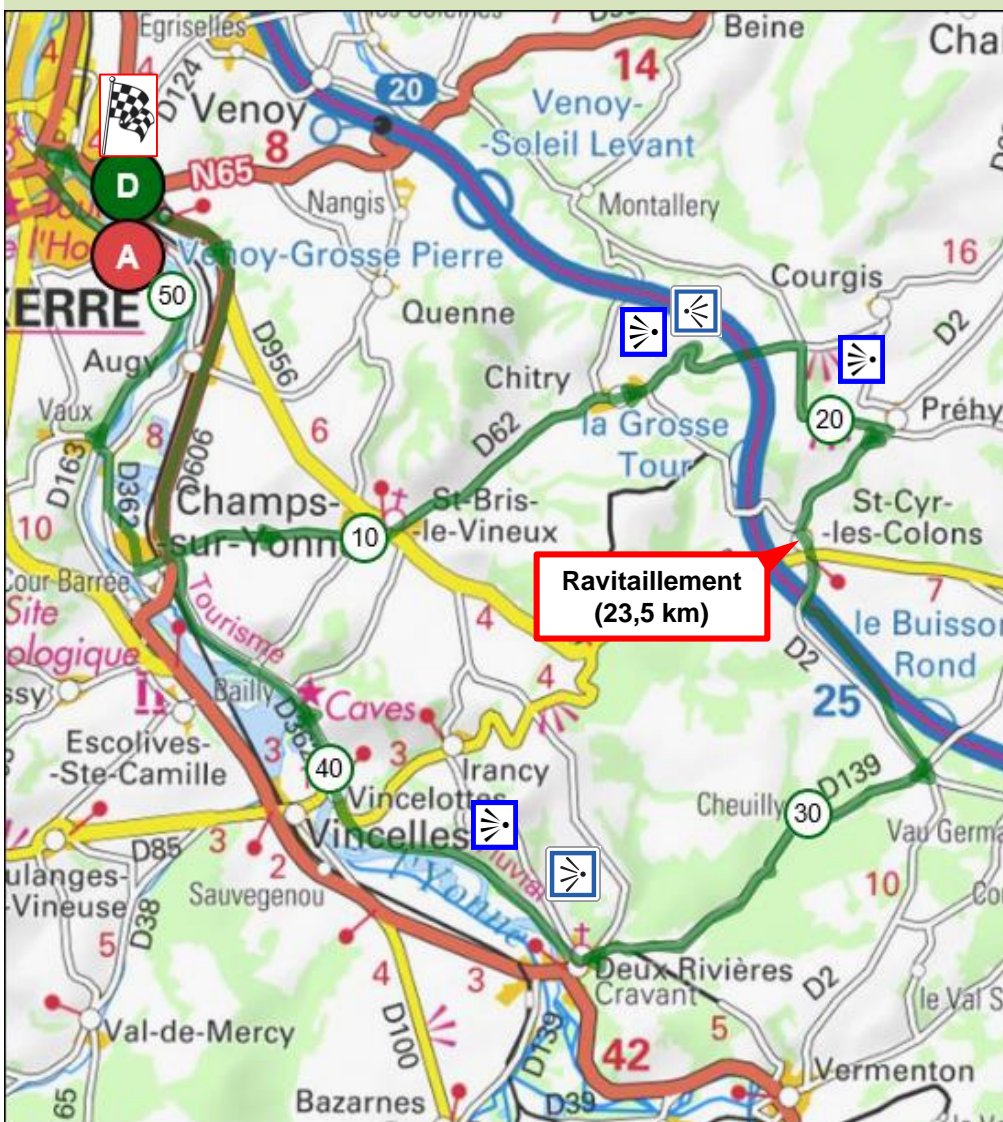 Egriselles
Beine
Cha
D124
Venoy
20
14
8
N65
Venoy-
-Soleil Levant
D
A
Nangis
Montallery
Venoy-Grosse Pierre
16
Courgis
50
Quenne
D2
D956
Augy
Chitry
Vaux
8
6
D62
la Grosse
Tour
20
Préhy
D163
D362
D606
10
Champs-
-sur-Yonn
10
St-Bris-
-le-Vineux
St-Cyr-
-les-Colons
Cour Barrée
Site
ologique
Tourisme
4
Ravitaillement
(23,5 km)
7
le Buisson
Rond
D2
25
ssy
Bailly
D362
Caves
4
Escolives-
-Ste-Camille
3
40
3
Irancy
Vincelottes
Vincelles
Cheuilly
30
D139
Vau Germa
D85
3
2
Sauvegenou
ulanges-
-Vineuse
5
D38
l'Yonne
10
4
3
Deux Rivières
Cravant
D2
le Val S
Val-de-Mercy
D100
D139
5
42
Vermenton
65
Bazarnes
D39